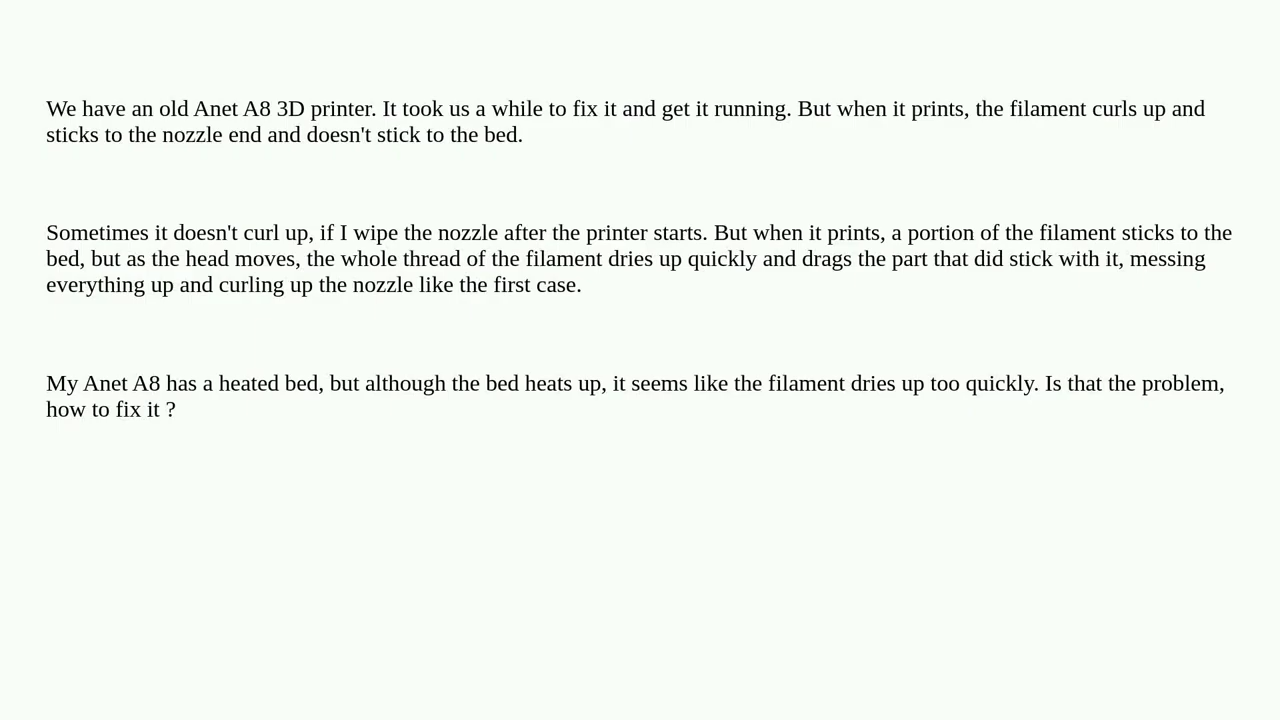 We have an old Anet A8 3D printer. It took us a while to fix it and get it running. But when it prints, the filament curls up and
sticks to the nozzle end and doesn't stick to the bed.
Sometimes it doesn't curl up, if I wipe the nozzle after the printer starts. But when it prints, a portion of the filament sticks to the
bed, but as the head moves, the whole thread of the filament dries up quickly and drags the part that did stick with it, messing
everything up and curling up the nozzle like the first case.
My Anet A8 has a heated bed, but although the bed heats up, it seems like the filament dries up too quickly. Is that the problem,
how to fix it ?